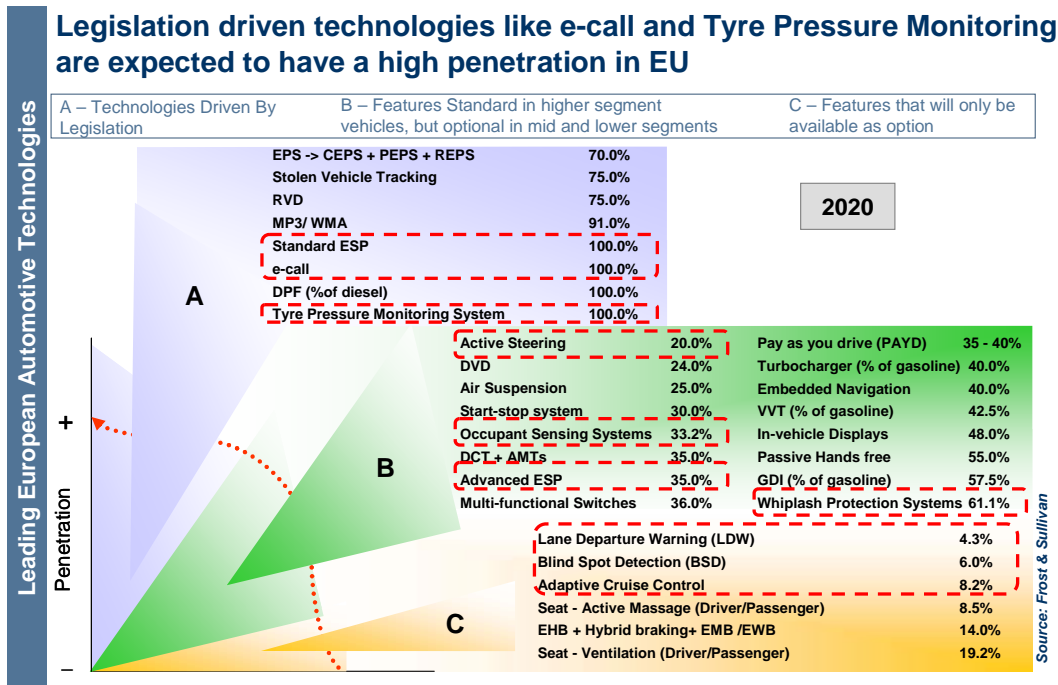 Legislation driven technologies like e-call and Tyre Pressure Monitoring
are expected to have a high penetration in EU
Leading European Automotive Technologies
A – Technologies Driven By
Legislation
B – Features Standard in higher segment
vehicles, but optional in mid and lower segments
C – Features that will only be
available as option
2020
EPS -> CEPS + PEPS + REPS 70.0%
Stolen Vehicle Tracking 75.0%
RVD 75.0%
MP3/ WMA 91.0%
Standard ESP 100.0%
e-call 100.0%
DPF (%of diesel) 100.0%
Tyre Pressure Monitoring System 100.0%
A
Active Steering 20.0% Pay as you drive (PAYD) 35 - 40%
DVD 24.0% Turbocharger (% of gasoline) 40.0%
Air Suspension 25.0% Embedded Navigation 40.0%
Start-stop system 30.0% VVT (% of gasoline) 42.5%
Occupant Sensing Systems 33.2% In-vehicle Displays 48.0%
DCT + AMTs 35.0% Passive Hands free 55.0%
Advanced ESP 35.0% GDI (% of gasoline) 57.5%
Multi-functional Switches 36.0% Whiplash Protection Systems 61.1%
B
Lane Departure Warning (LDW) 4.3%
Blind Spot Detection (BSD) 6.0%
Adaptive Cruise Control 8.2%
Seat - Active Massage (Driver/Passenger) 8.5%
EHB + Hybrid braking+ EMB /EWB 14.0%
Seat - Ventilation (Driver/Passenger) 19.2%
C
+
Penetration
–
Source: Frost & Sullivan